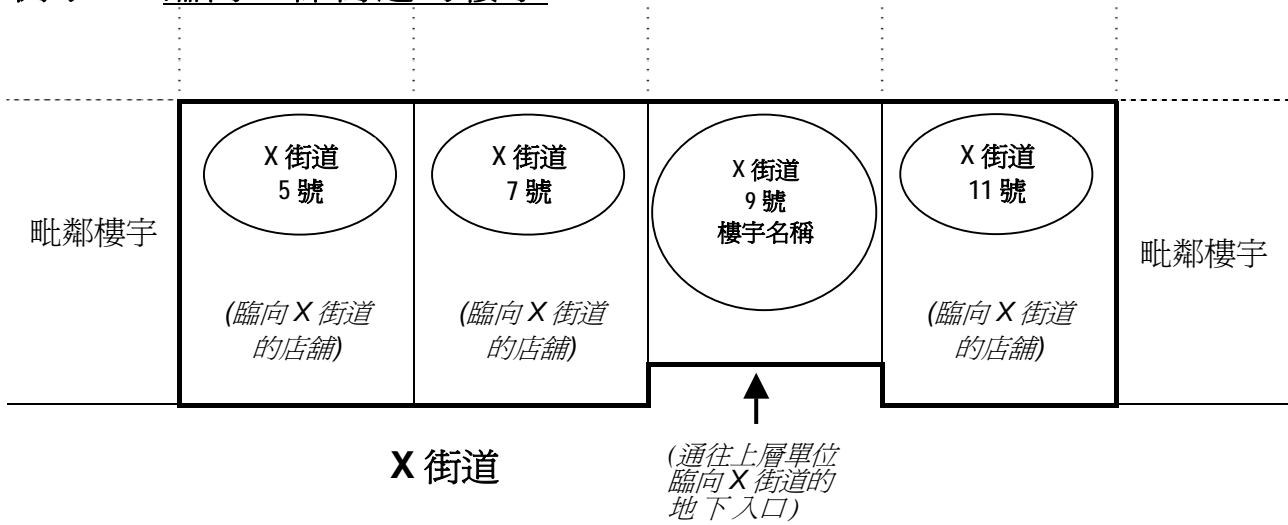 X 街道
5 號
X 街道
7 號
X 街道
9 號
樓宇名稱
X 街道
11 號
毗鄰樓宇
毗鄰樓宇
(臨向 X 街道
的店舖)
(臨向 X 街道
的店舖)
(臨向 X 街道
的店舖)
X 街道
(通往上層單位
臨向 X 街道的
地下入口)